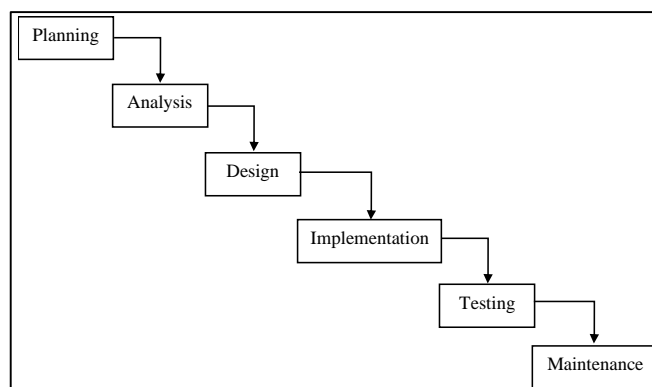 Planning
Analysis
Design
Implementation
Testing
Maintenance